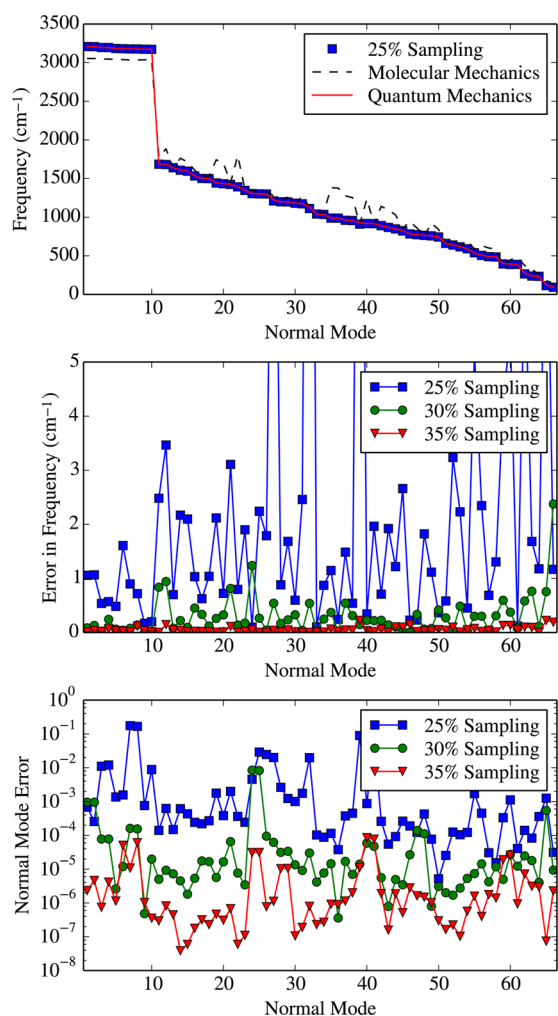 3500
3000
2500
2000
1500
1000
500
0
Frequency (cm⁻¹)
25% Sampling
Molecular Mechanics
Quantum Mechanics
10
20
30
40
50
60
Normal Mode
5
4
3
2
1
0
Error in Frequency (cm⁻¹)
25% Sampling
30% Sampling
35% Sampling
10
20
30
40
50
60
Normal Mode
10⁰
10⁻¹
10⁻²
10⁻³
10⁻⁴
10⁻⁵
10⁻⁶
10⁻⁷
10⁻⁸
Normal Mode Error
25% Sampling
30% Sampling
35% Sampling
10
20
30
40
50
60
Normal Mode